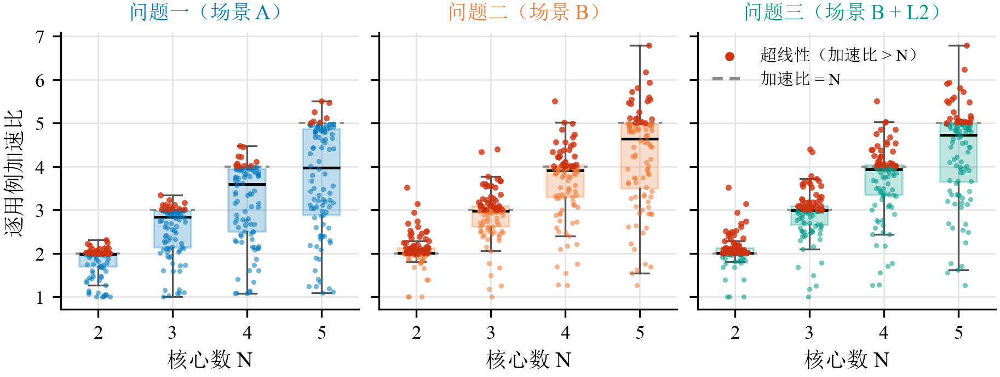 问题一（场景 A）
问题二（场景 B）
问题三（场景 B + L2）
逐用例加速比
7
6
5
4
3
2
1
超线性（加速比 > N）
加速比 = N
2 3 4 5
2 3 4 5
2 3 4 5
核心数 N
核心数 N
核心数 N